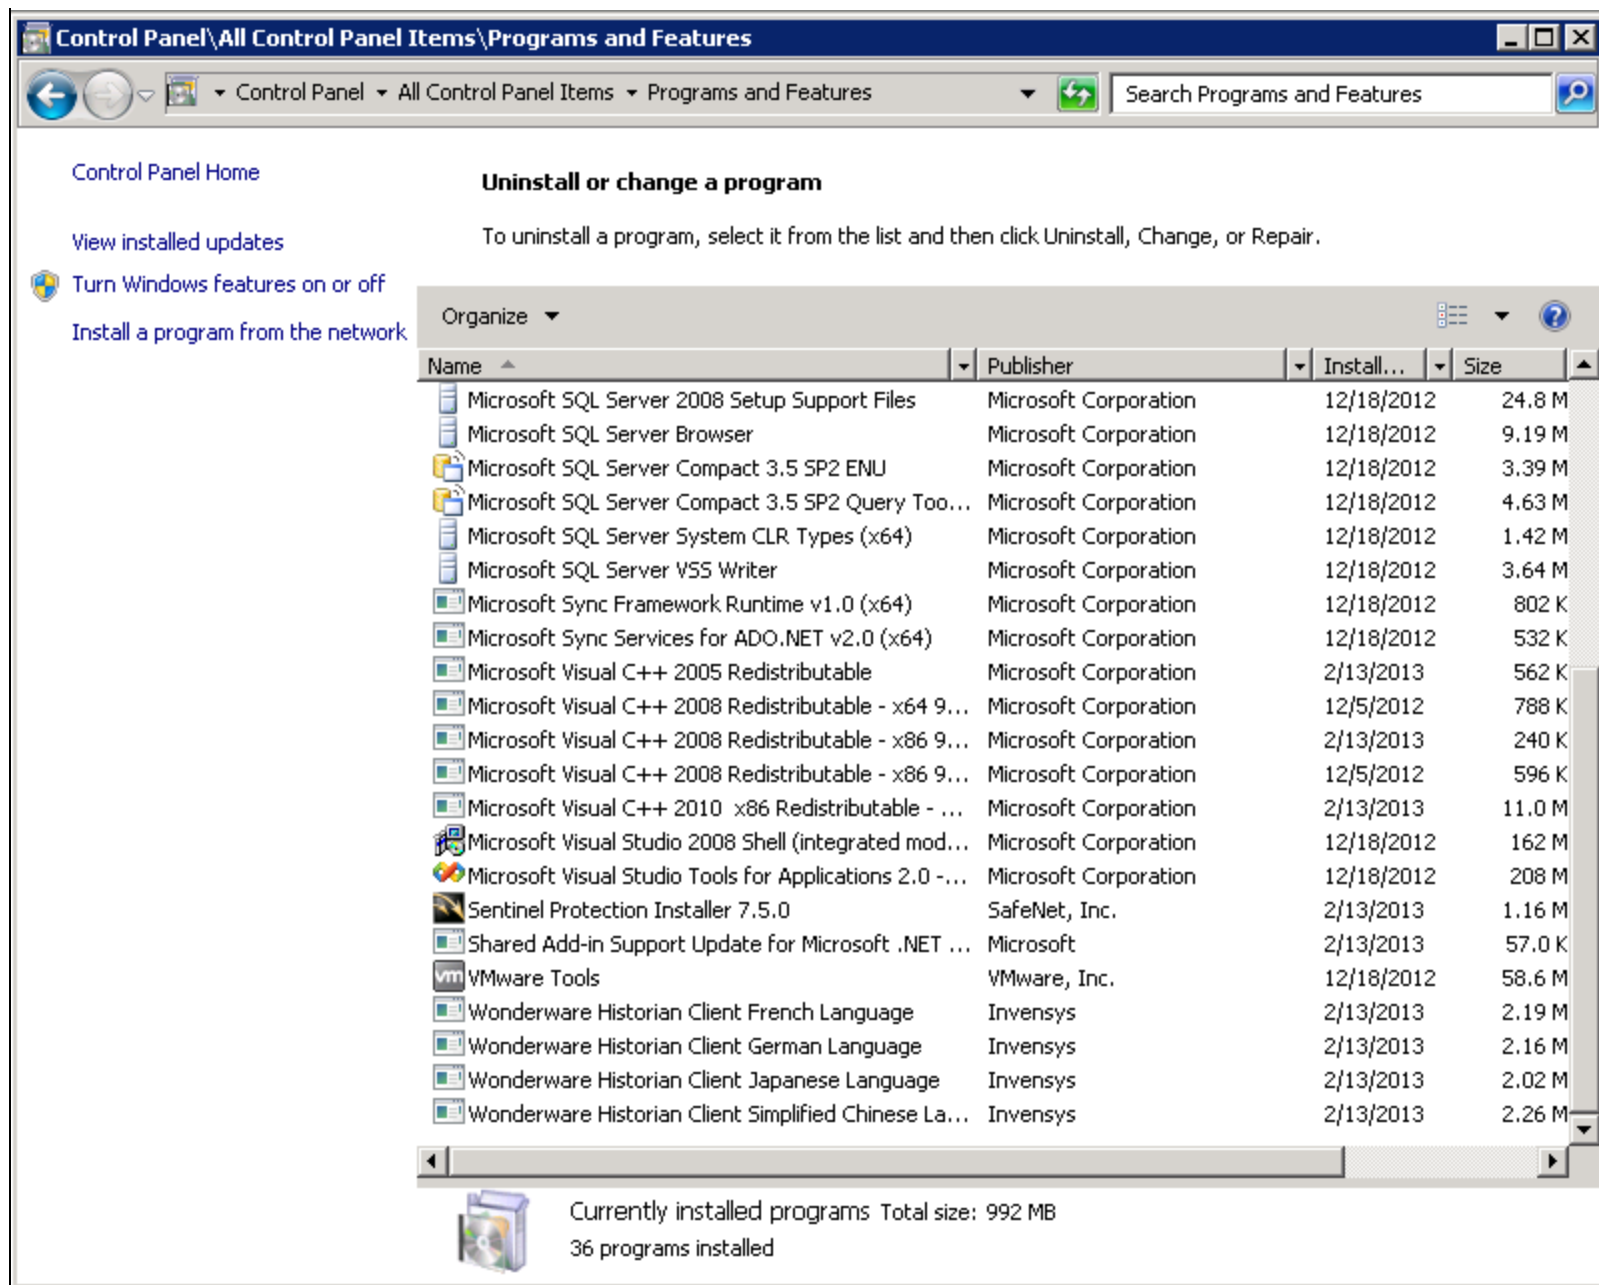 Control Panel\All Control Panel Items\Programs and Features
Control Panel All Control Panel Items Programs and Features Search Programs and Features
Control Panel Home
View installed updates
Turn Windows features on or off
Install a program from the network
Uninstall or change a program
To uninstall a program, select it from the list and then click Uninstall, Change, or Repair.
Organize
Name Publisher Install... Size
Microsoft SQL Server 2008 Setup Support Files Microsoft Corporation 12/18/2012 24.8 M
Microsoft SQL Server Browser Microsoft Corporation 12/18/2012 9.19 M
Microsoft SQL Server Compact 3.5 SP2 ENU Microsoft Corporation 12/18/2012 3.39 M
Microsoft SQL Server Compact 3.5 SP2 Query Too... Microsoft Corporation 12/18/2012 4.63 M
Microsoft SQL Server System CLR Types (x64) Microsoft Corporation 12/18/2012 1.42 M
Microsoft SQL Server VSS Writer Microsoft Corporation 12/18/2012 3.64 M
Microsoft Sync Framework Runtime v1.0 (x64) Microsoft Corporation 12/18/2012 802 K
Microsoft Sync Services for ADO.NET v2.0 (x64) Microsoft Corporation 12/18/2012 532 K
Microsoft Visual C++ 2005 Redistributable Microsoft Corporation 2/13/2013 562 K
Microsoft Visual C++ 2008 Redistributable - x64 9... Microsoft Corporation 12/5/2012 788 K
Microsoft Visual C++ 2008 Redistributable - x86 9... Microsoft Corporation 2/13/2013 240 K
Microsoft Visual C++ 2008 Redistributable - x86 9... Microsoft Corporation 12/5/2012 596 K
Microsoft Visual C++ 2010 x86 Redistributable - ... Microsoft Corporation 2/13/2013 11.0 M
Microsoft Visual Studio 2008 Shell (integrated mod... Microsoft Corporation 12/18/2012 162 M
Microsoft Visual Studio Tools for Applications 2.0 -... Microsoft Corporation 12/18/2012 208 M
Sentinel Protection Installer 7.5.0 SafeNet, Inc. 2/13/2013 1.16 M
Shared Add-in Support Update for Microsoft .NET ... Microsoft 2/13/2013 57.0 K
vm VMware Tools VMware, Inc. 12/18/2012 58.6 M
Wonderware Historian Client French Language Invensys 2/13/2013 2.19 M
Wonderware Historian Client German Language Invensys 2/13/2013 2.16 M
Wonderware Historian Client Japanese Language Invensys 2/13/2013 2.02 M
Wonderware Historian Client Simplified Chinese La... Invensys 2/13/2013 2.26 M
Currently installed programs Total size: 992 MB
36 programs installed